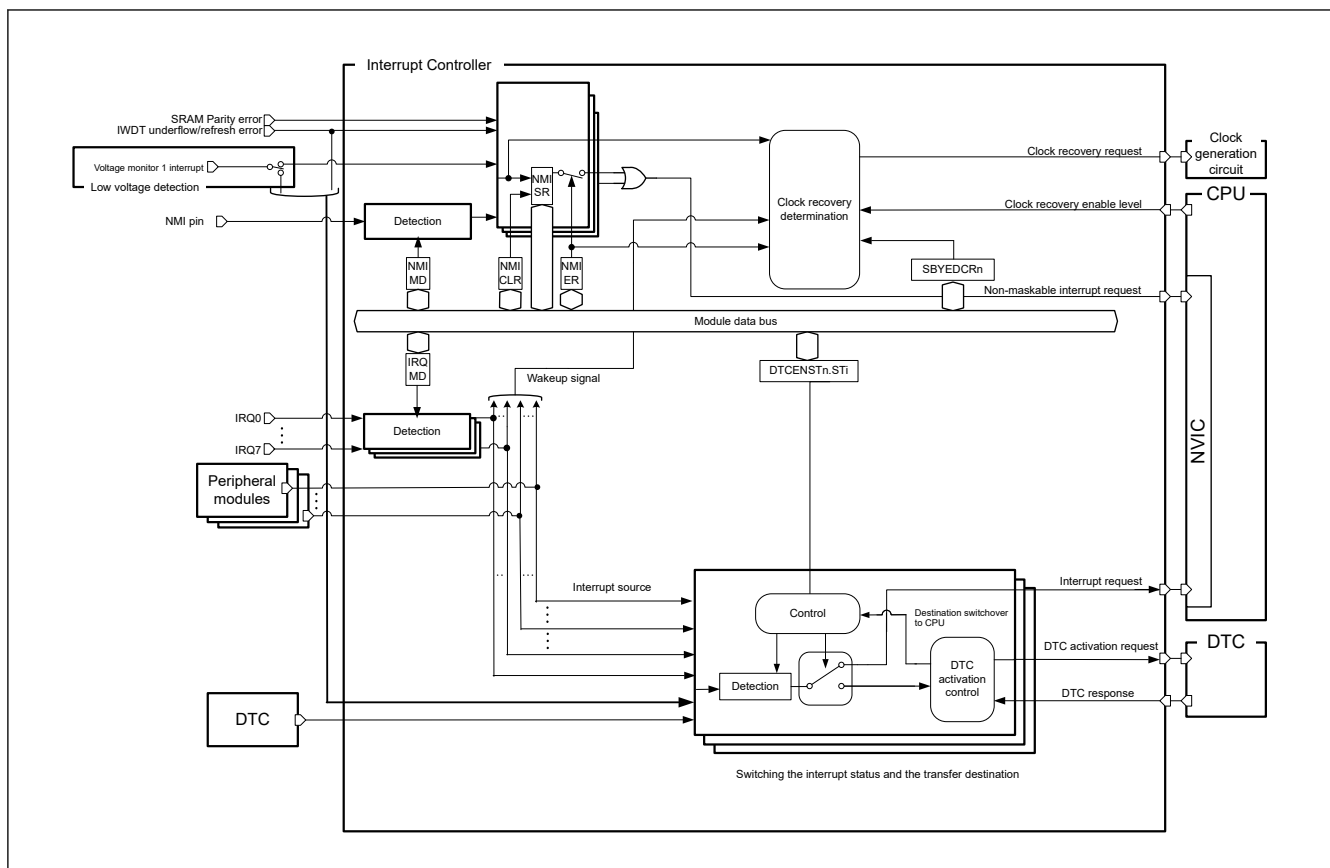 Interrupt Controller
SRAM Parity error
IWDT underflow/refresh error
Voltage monitor 1 interrupt
Low voltage detection
NMI pin
Detection
NMI
SR
NMI
MD
NMI
CLR
NMI
ER
Clock recovery
determination
Clock recovery request
Clock
generation
circuit
Clock recovery enable level
CPU
SBYEDCRn
Non-maskable interrupt request
Module data bus
IRQ
MD
Wakeup signal
DTCENSTn.STi
NVIC
IRQ0
IRQ7
Detection
Peripheral
modules
Interrupt source
Control
Destination switchover
to CPU
Interrupt request
Detection
DTC
activation
control
DTC activation request
DTC response
DTC
DTC
Switching the interrupt status and the transfer destination